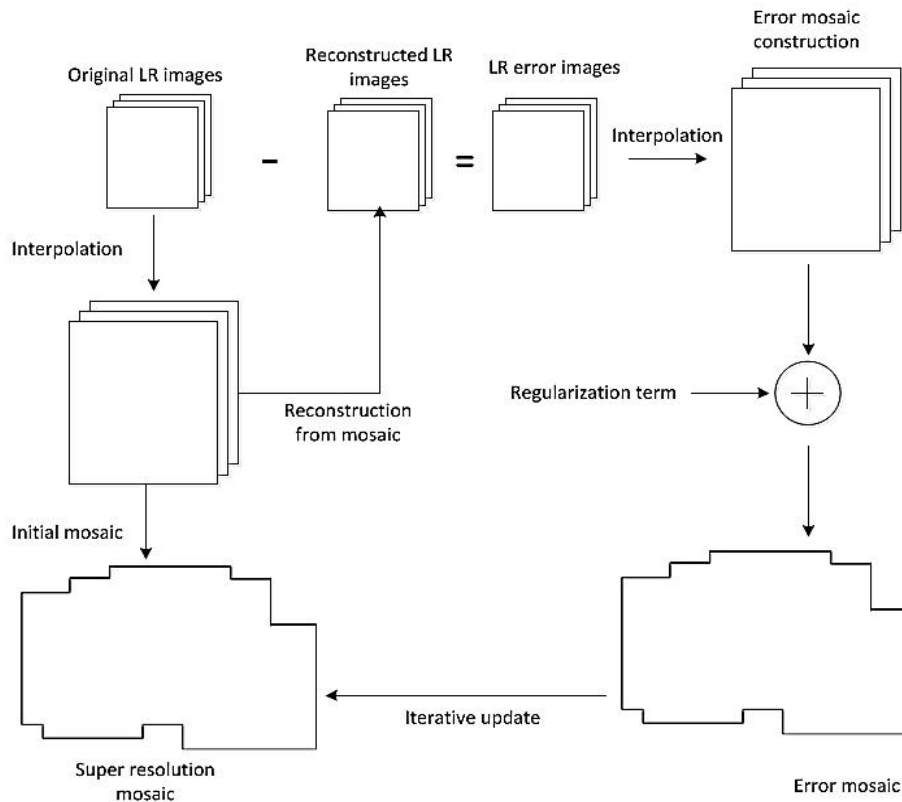 Original LR images
Reconstructed LR
images
LR error images
Error mosaic
construction
-
=
Interpolation
Interpolation
Regularization term
+
Reconstruction
from mosaic
Initial mosaic
Iterative update
Super resolution
mosaic
Error mosaic